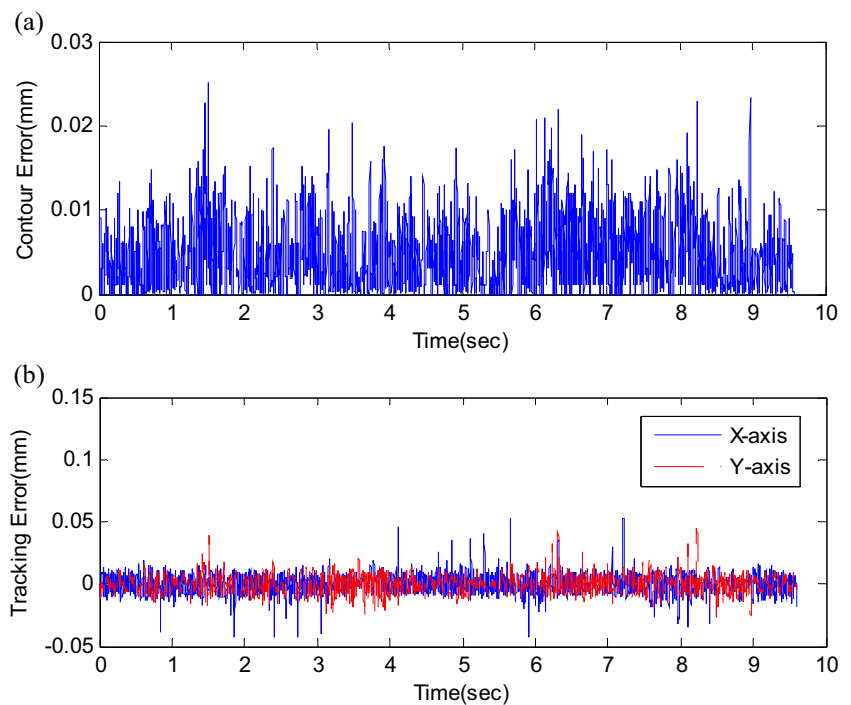 (a)
0.03
0.02
0.01
0
Contour Error(mm)
0 1 2 3 4 5 6 7 8 9 10
Time(sec)
(b)
0.15
0.1
0.05
0
-0.05
Tracking Error(mm)
X-axis
Y-axis
0 1 2 3 4 5 6 7 8 9 10
Time(sec)